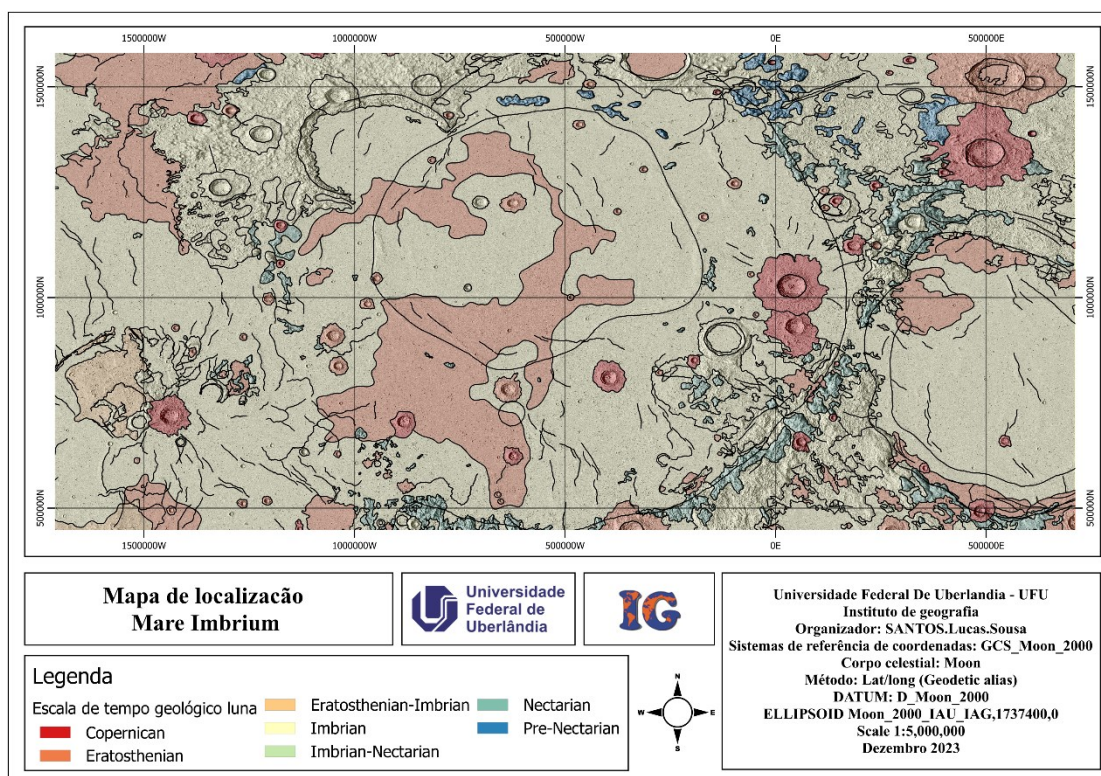 1500000W 1000000W 500000W 0E 500000E
1500000N 1500000N
1000000N 1000000N
500000N 500000N
1500000W 1000000W 500000W 0E 500000E
Mapa de localizacão
Mare Imbrium
Universidade
Federal de
Uberlândia
IG
Universidade Federal De Uberlandia - UFU
Instituto de geografia
Organizador: SANTOS.Lucas.Sousa
Sistemas de referência de coordenadas: GCS_Moon_2000
Corpo celestial: Moon
Método: Lat/long (Geodetic alias)
DATUM: D_Moon_2000
ELLIPSOID Moon_2000_IAU_IAG,1737400,0
Scale 1:5,000,000
Dezembro 2023
Legenda
Escala de tempo geológico luna
Copernican
Eratosthenian
Eratosthenian-Imbrian
Imbrian
Imbrian-Nectarian
Nectarian
Pre-Nectarian
N
W E
S